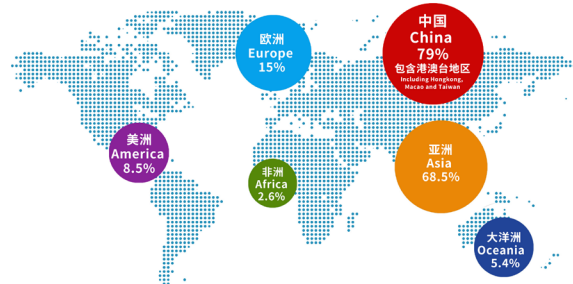 欧洲
Europe
15%
中国
China
79%
包含港澳台地区
Including Hongkong,
Macao and Taiwan
美洲
America
8.5%
非洲
Africa
2.6%
亚洲
Asia
68.5%
大洋洲
Oceania
5.4%